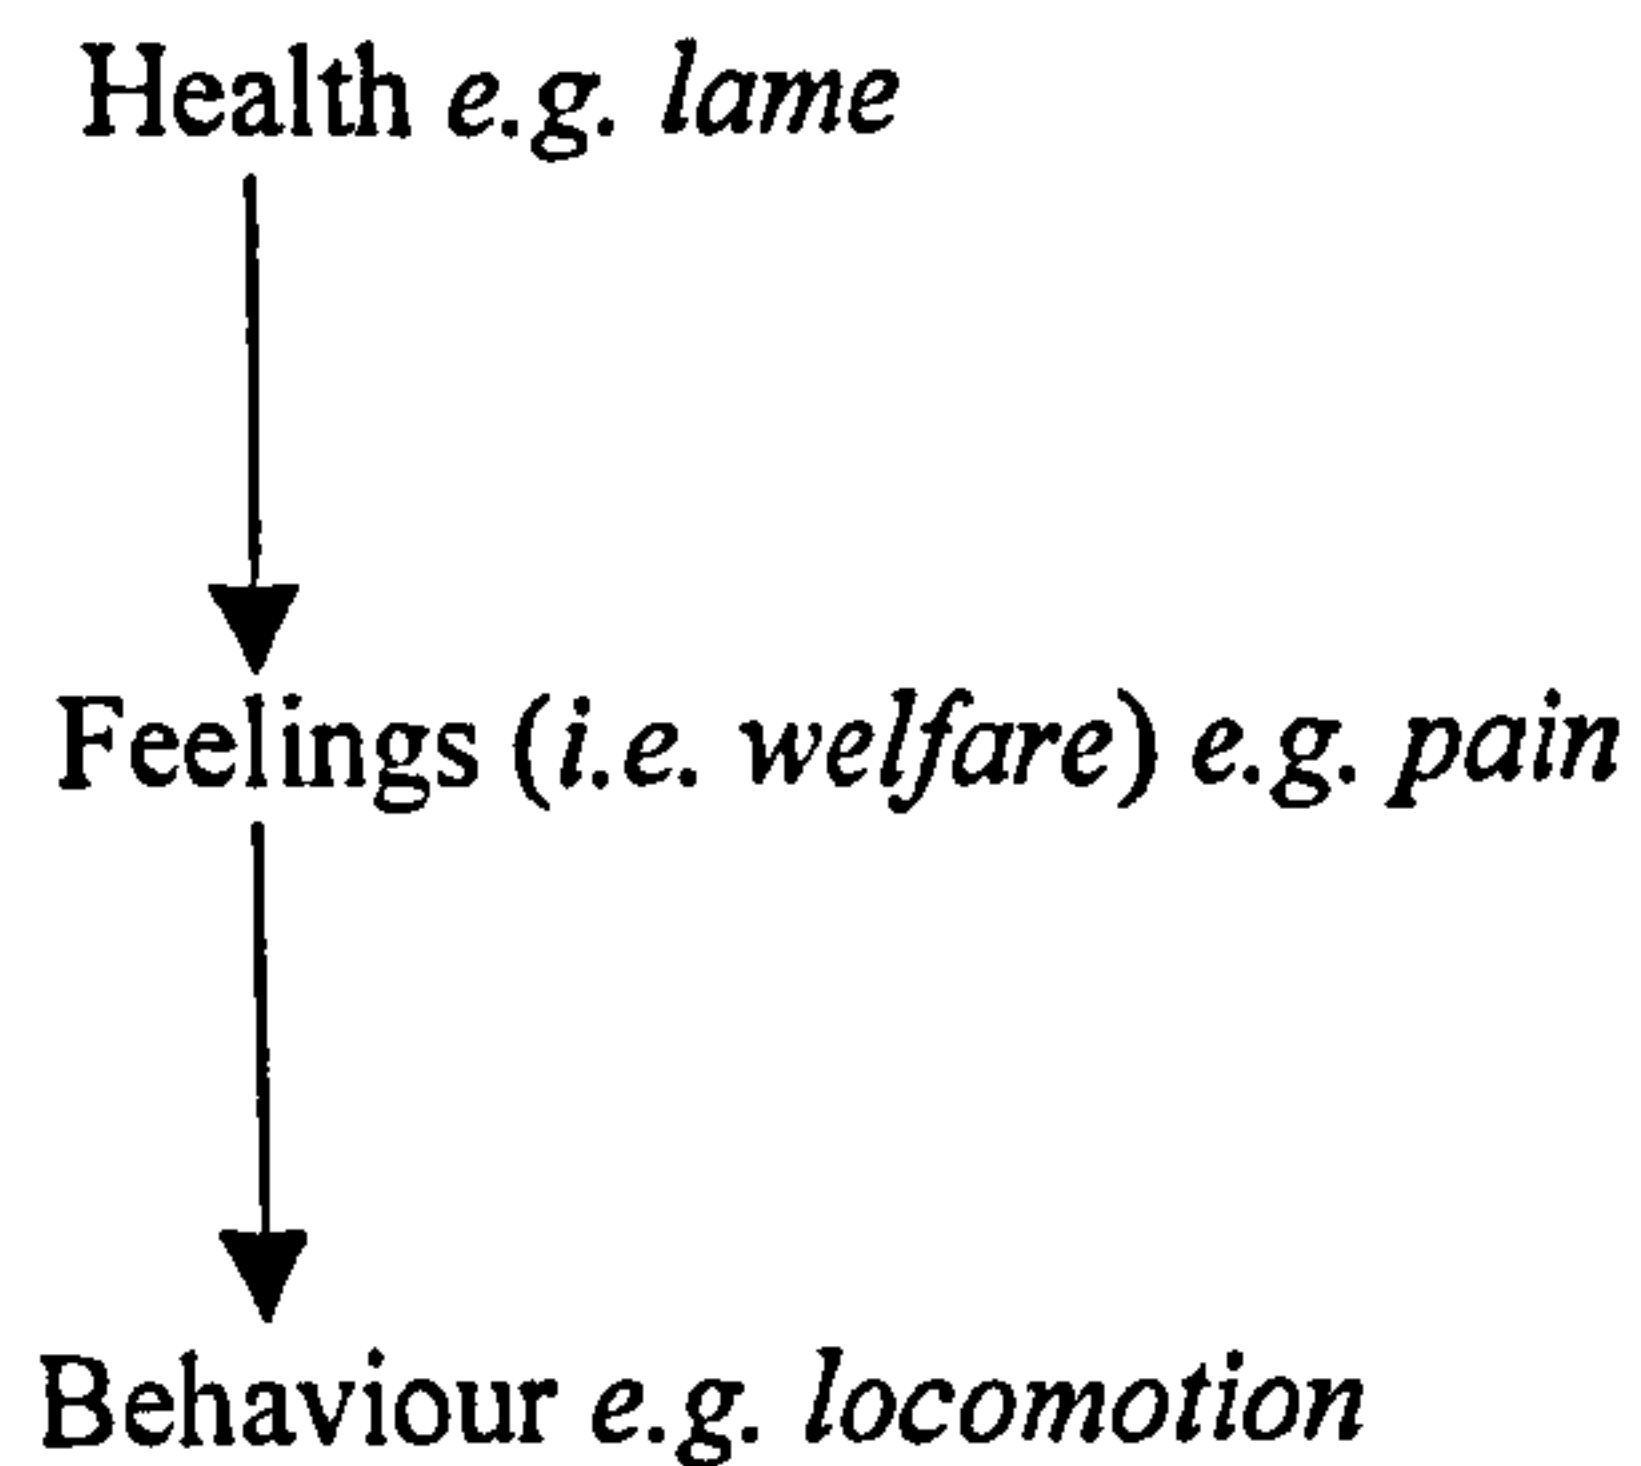 Health e.g. lame
Feelings (i.e. welfare) e.g. pain
Behaviour e.g. locomotion